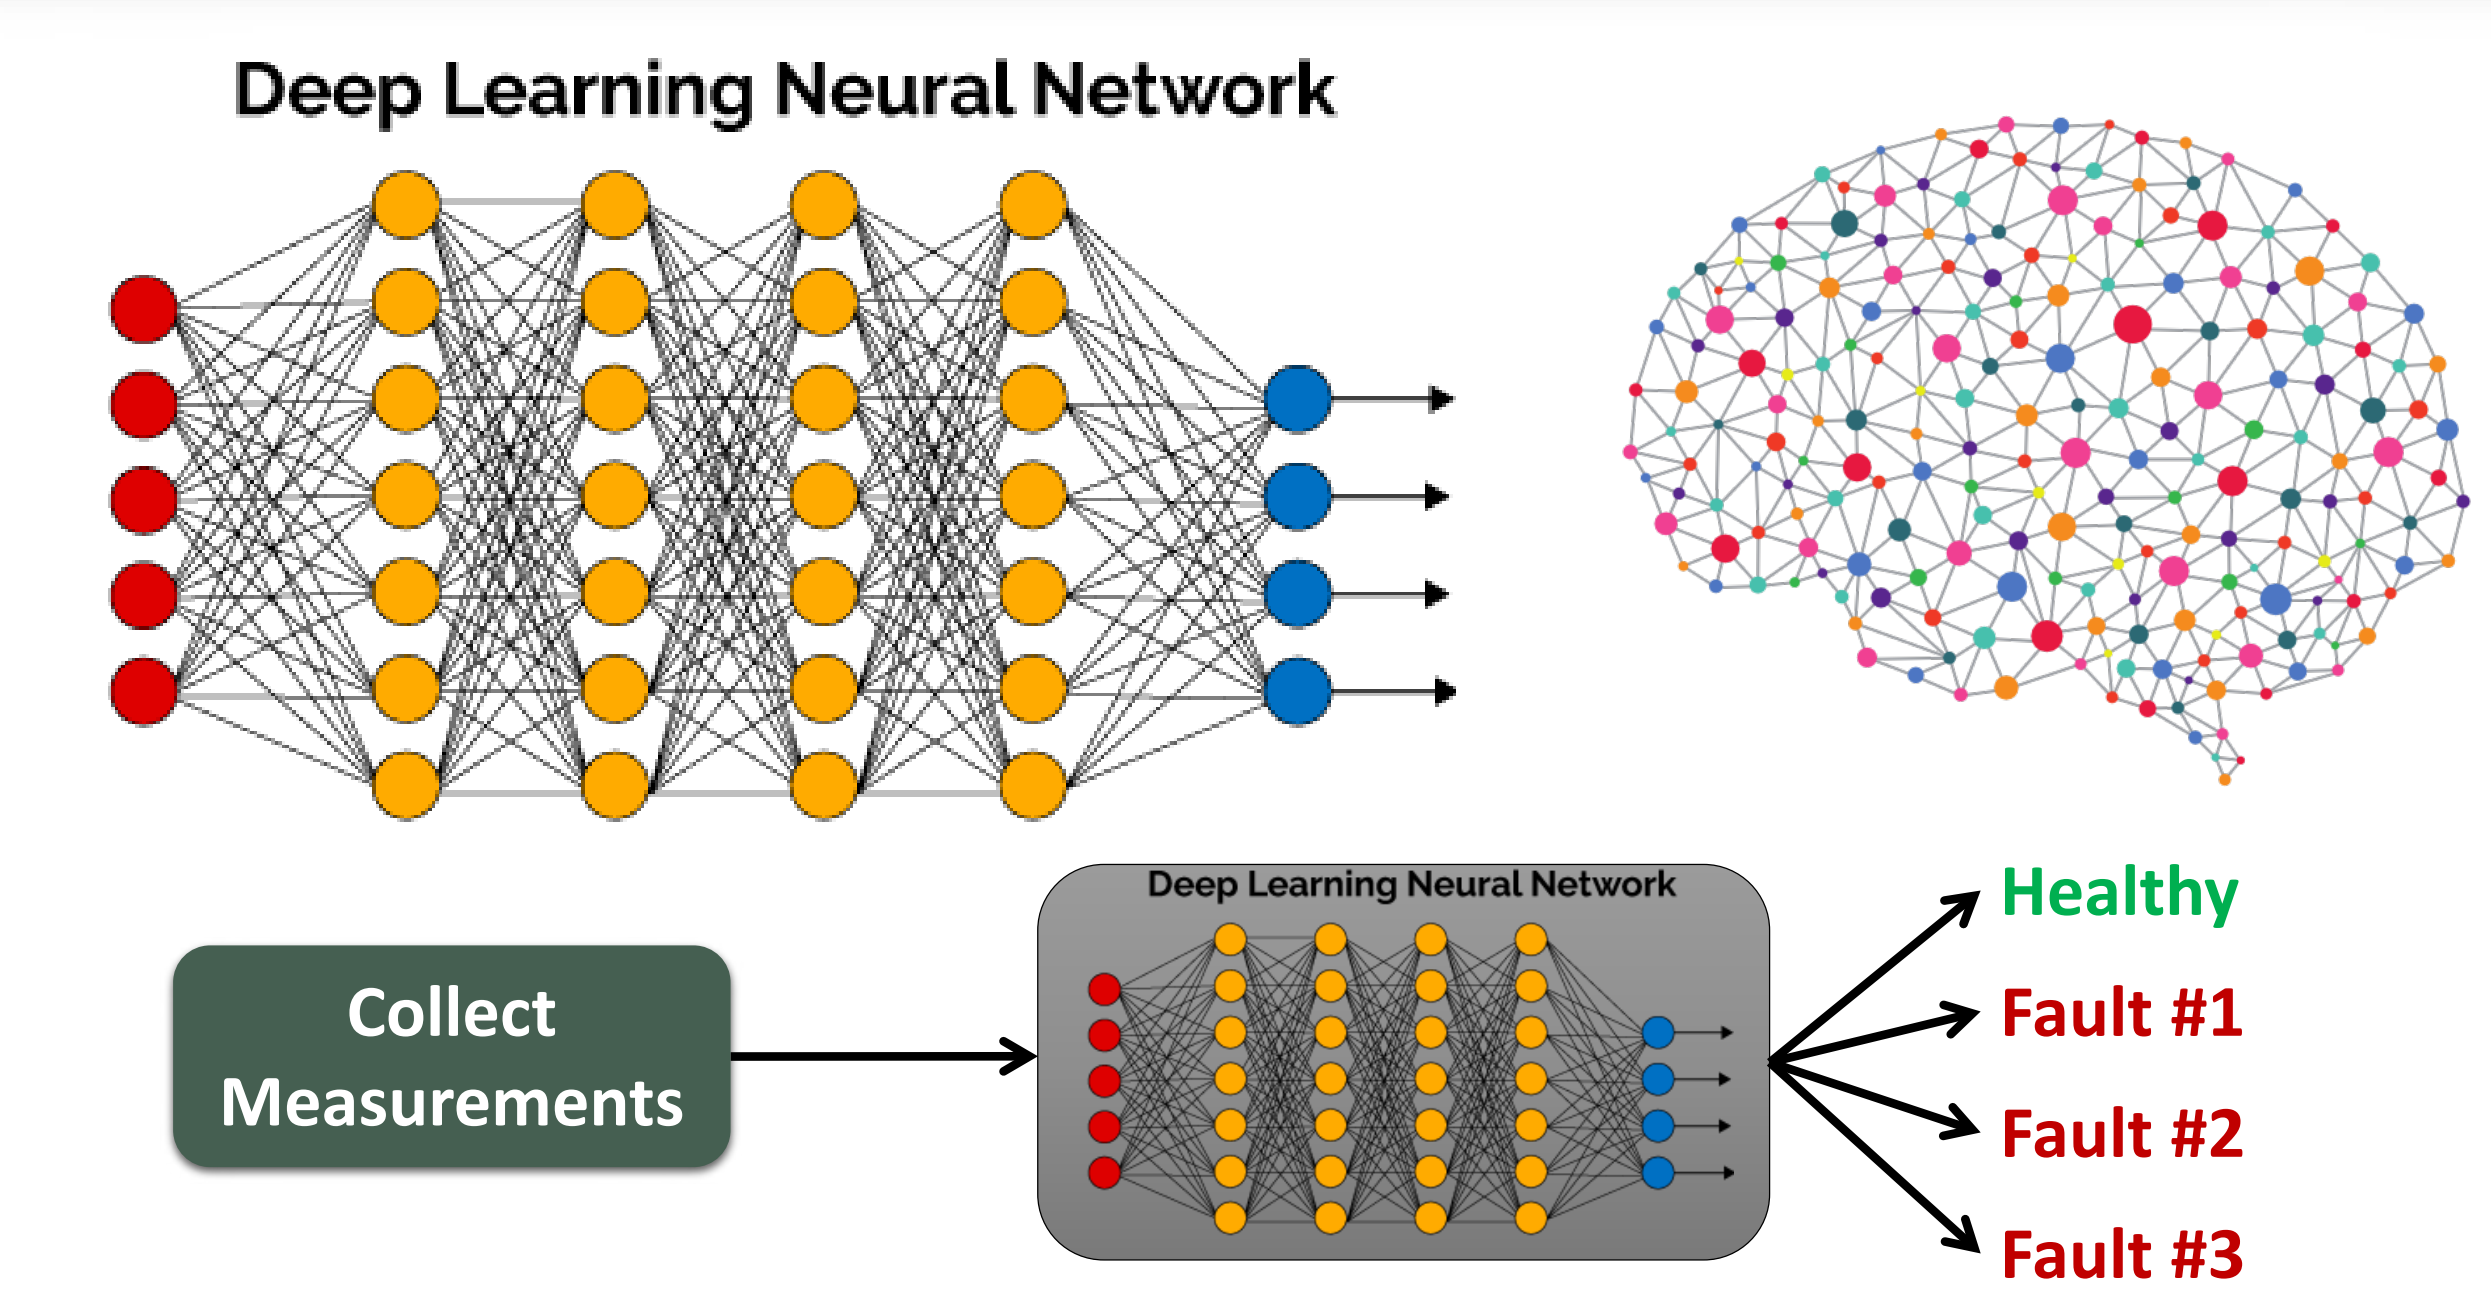 Deep Learning Neural Network
Deep Learning Neural Network
Collect
Measurements
Healthy
Fault #1
Fault #2
Fault #3